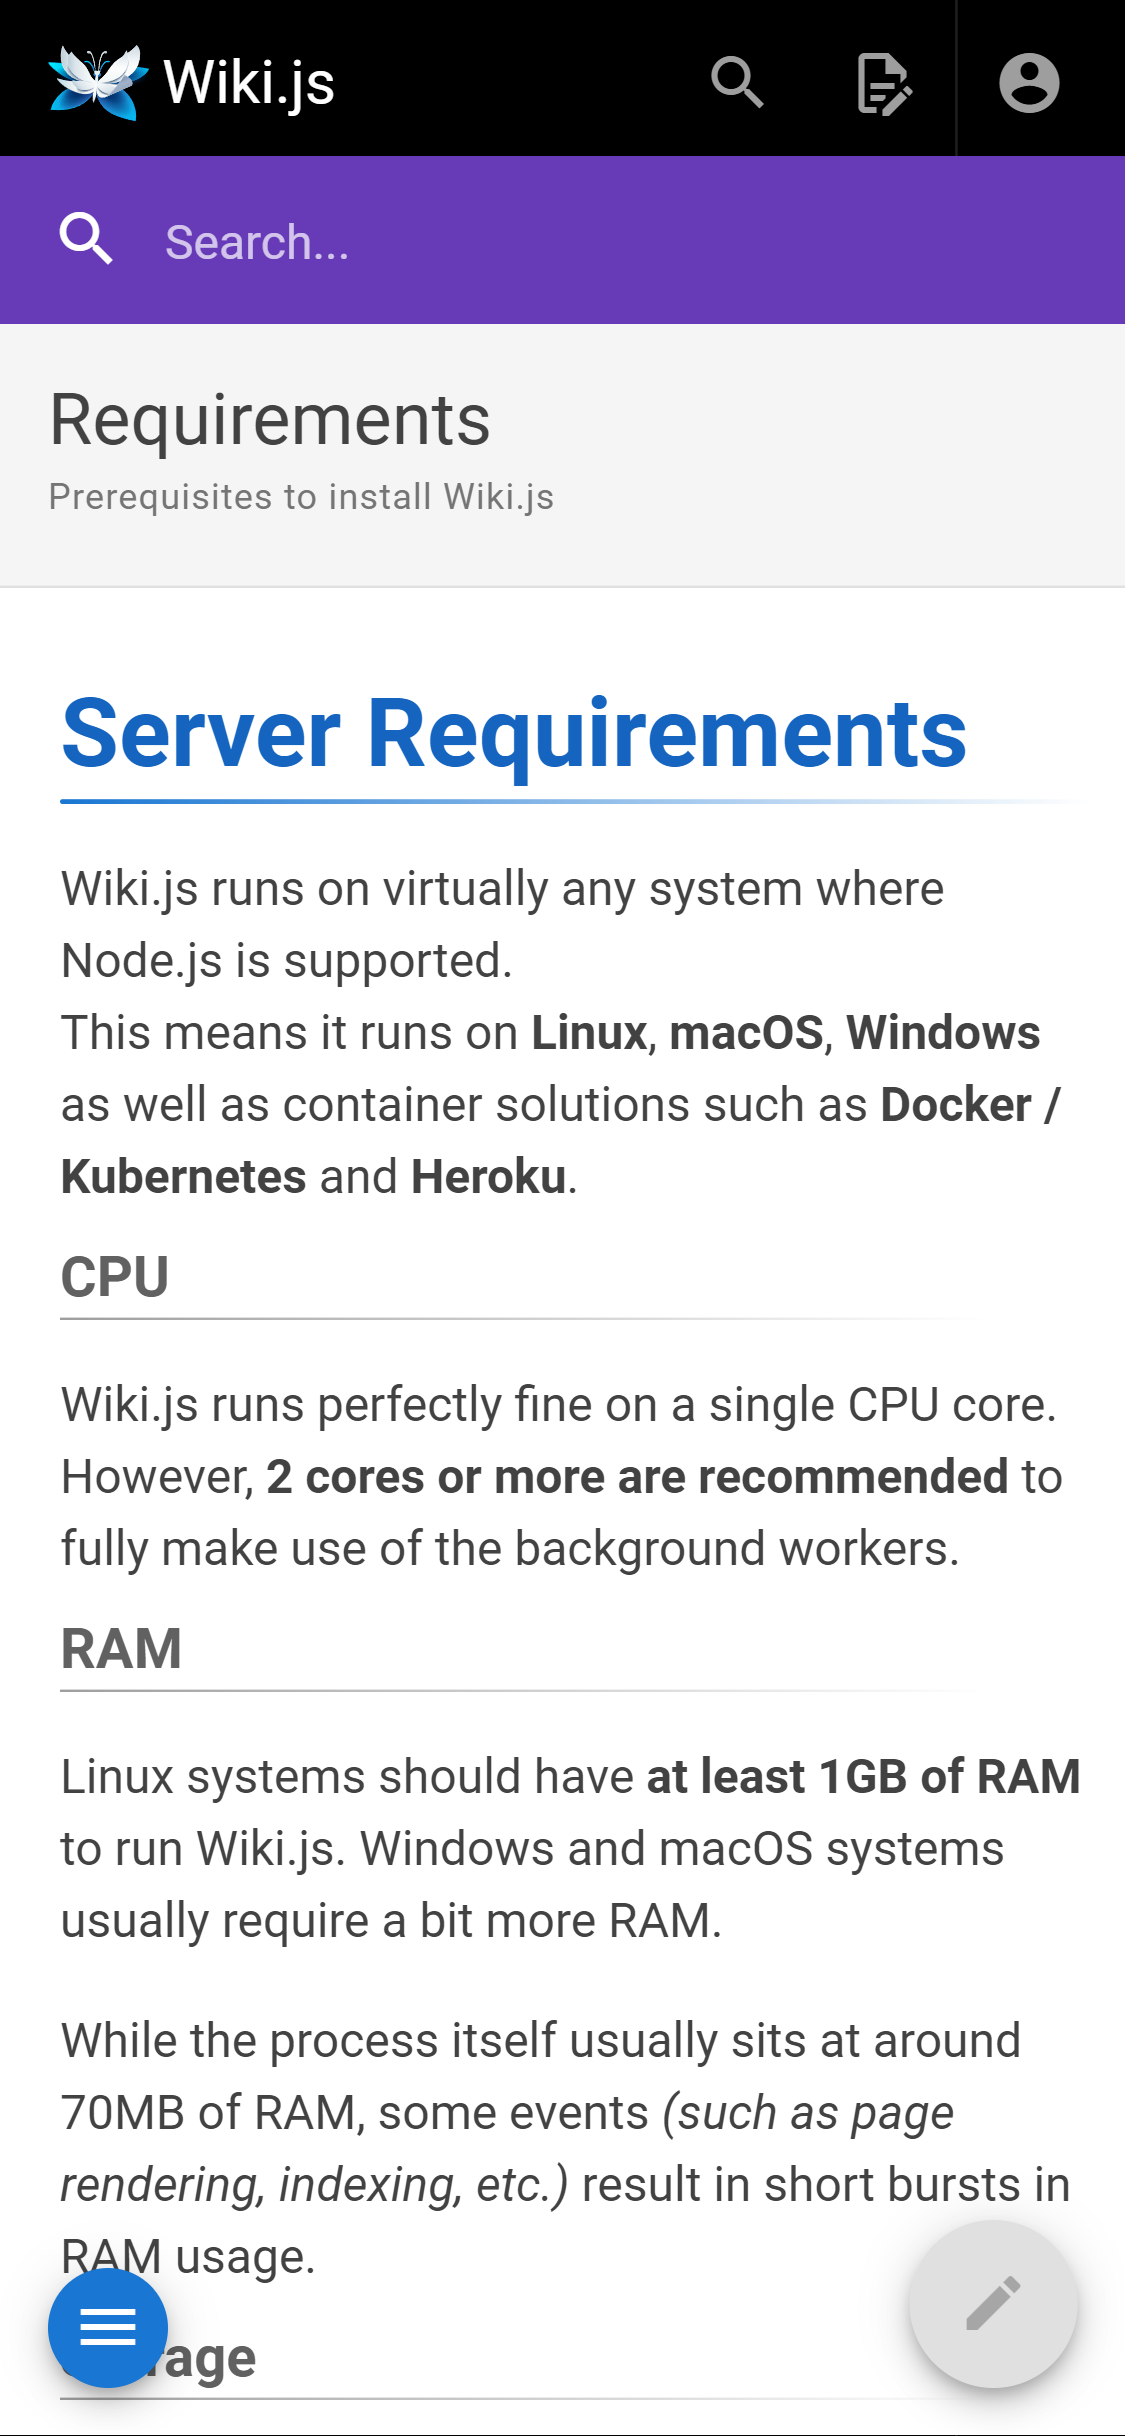 Wiki.js
Search...
Requirements
Prerequisites to install Wiki.js
Server Requirements
Wiki.js runs on virtually any system where
Node.js is supported.
This means it runs on Linux, macOS, Windows
as well as container solutions such as Docker /
Kubernetes and Heroku.
CPU
Wiki.js runs perfectly fine on a single CPU core.
However, 2 cores or more are recommended to
fully make use of the background workers.
RAM
Linux systems should have at least 1GB of RAM
to run Wiki.js. Windows and macOS systems
usually require a bit more RAM.
While the process itself usually sits at around
70MB of RAM, some events (such as page
rendering, indexing, etc.) result in short bursts in
RAM usage.